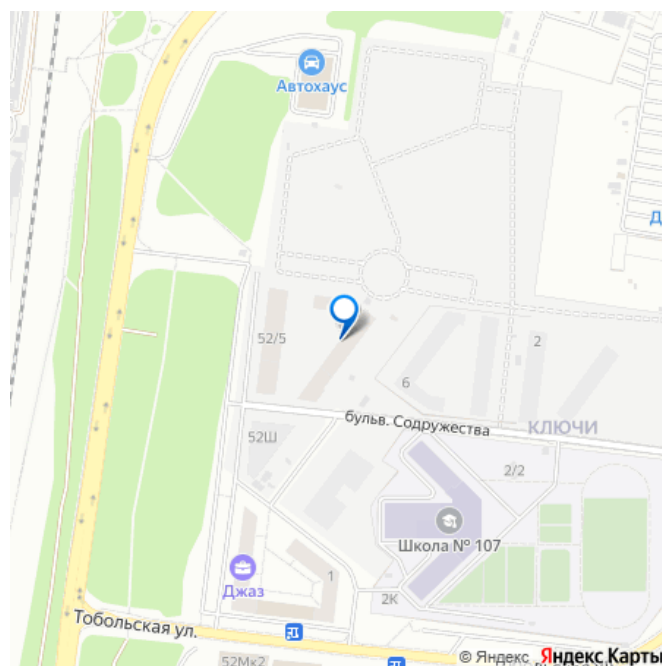 Автохаус
Д
52/5
2
6
бульв. Содружества
КЛЮЧИ
52Ш
2/2
Школа № 107
Джаз
1
2К
Тобольская ул.
52Мк2
© Яндекс Яндекс Карты